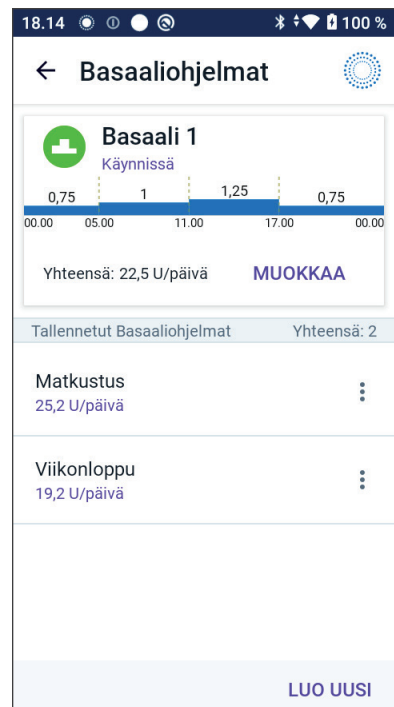 18.14 100 %
Basaaliohjelmat
Basaali 1
Käynnissä
0,75 1 1,25 0,75
00.00 05.00 11.00 17.00 00.00
Yhteensä: 22,5 U/päivä MUOKKAA
Tallennetut Basaaliohjelmat Yhteensä: 2
Matkustus
25,2 U/päivä
Viikonloppu
19,2 U/päivä
LUO UUSI